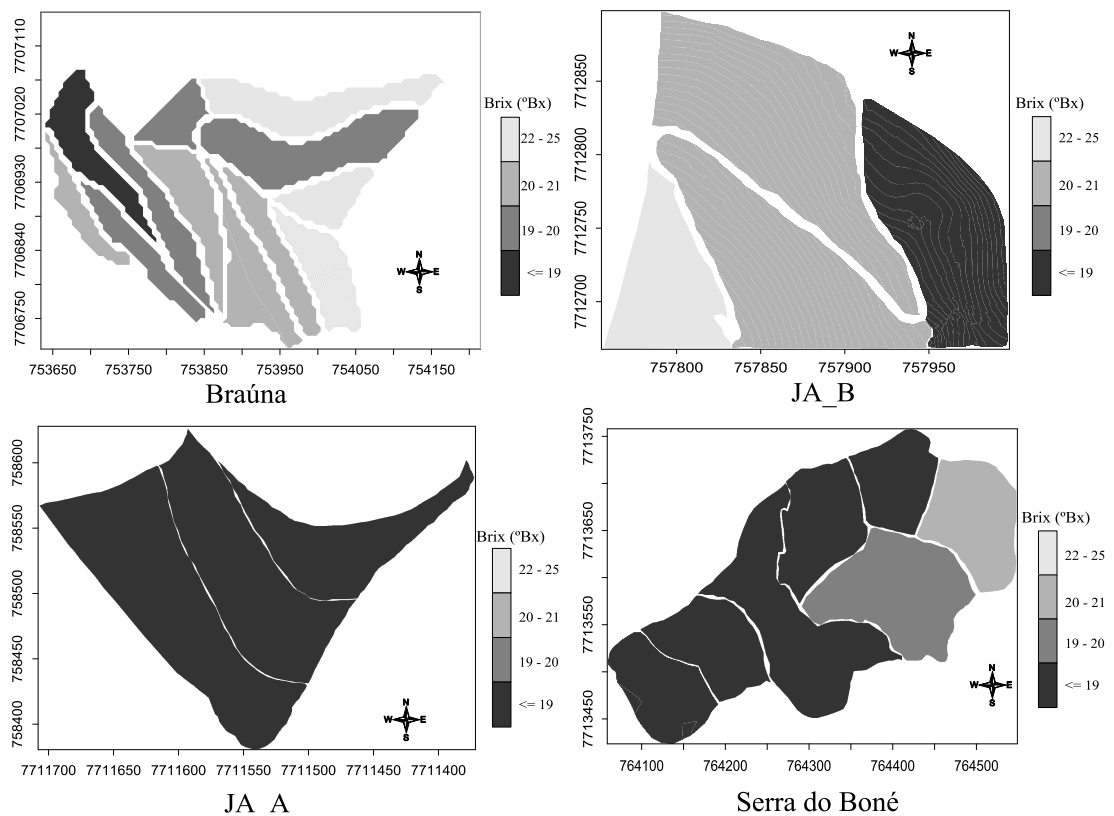 7707110
7707020
7706930
7706840
7706750
753650 753750 753850 753950 754050 754150
N
W E
S
Brix (ºBx)
22 - 25
20 - 21
19 - 20
<= 19
Braúna
7712850
7712800
7712750
7712700
757800 757850 757900 757950
N
W E
S
Brix (ºBx)
22 - 25
20 - 21
19 - 20
<= 19
JA_B
758600
758550
758500
758450
758400
7711700 7711650 7711600 7711550 7711500 7711450 7711400
N
W E
S
Brix (ºBx)
22 - 25
20 - 21
19 - 20
<= 19
JA_A
7713750
7713650
7713550
7713450
764100 764200 764300 764400 764500
N
W E
S
Brix (ºBx)
22 - 25
20 - 21
19 - 20
<= 19
Serra do Boné